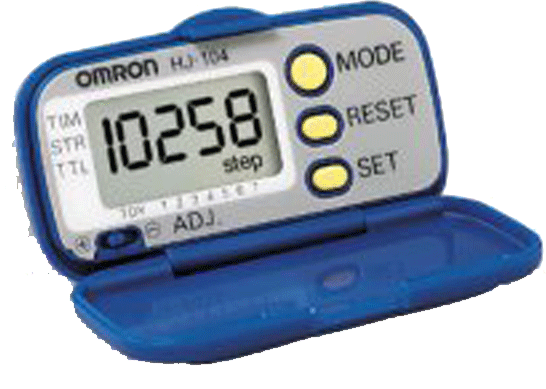 OMRON HJ-104
MODE
TIM
STR
TTL
10258
step
RESET
SET
TDY 1 2 3 4 5 6 7
ADJ.